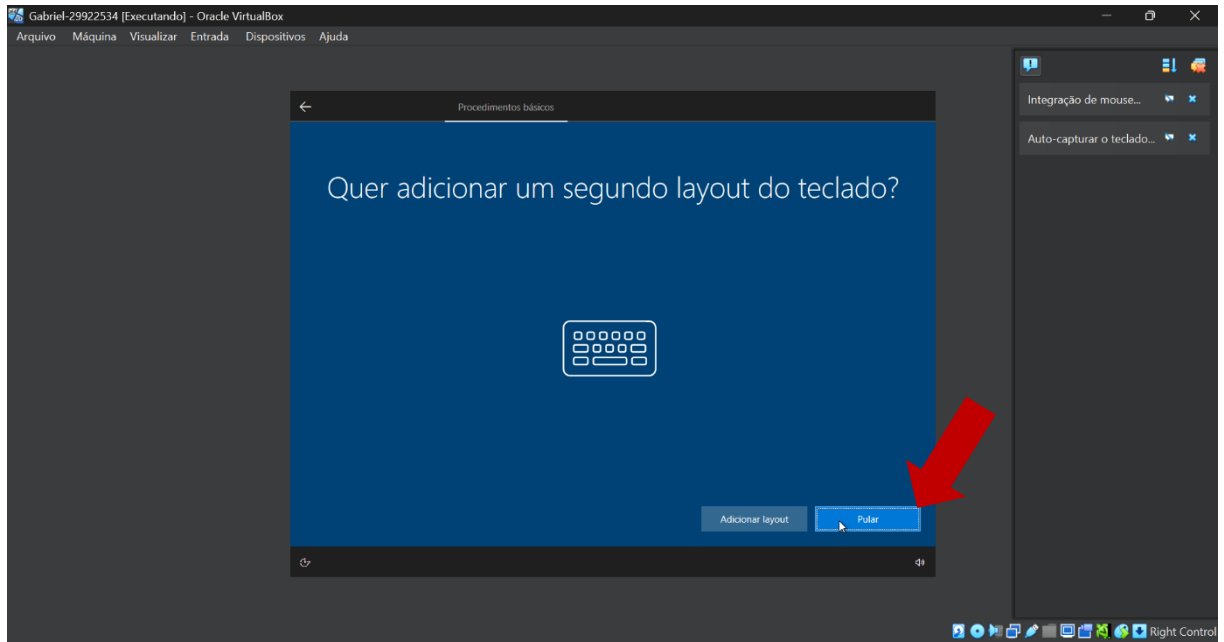 Gabriel-29922534 [Executando] - Oracle VirtualBox
Arquivo Máquina Visualizar Entrada Dispositivos Ajuda
Integração de mouse...
Auto-capturar o teclado...
Procedimentos básicos
Quer adicionar um segundo layout do teclado?
Adicionar layout
Pular
Right Control